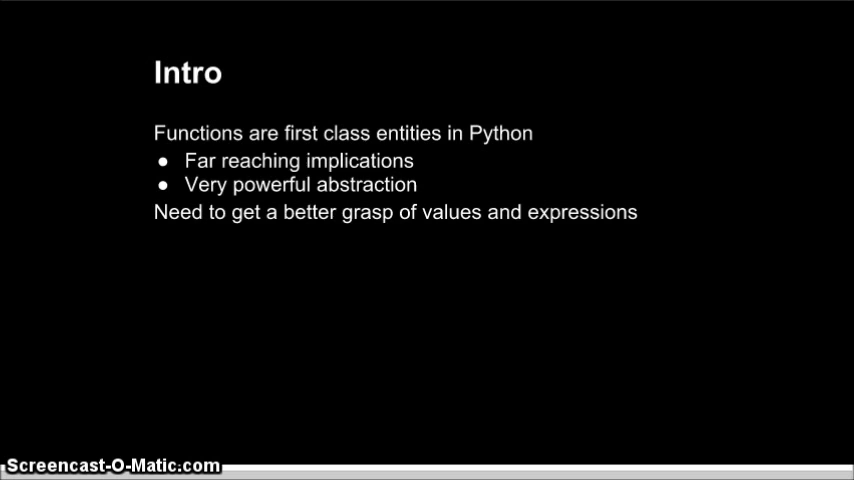 Intro
Functions are first class entities in Python
● Far reaching implications
● Very powerful abstraction
Need to get a better grasp of values and expressions
Screencast-O-Matic.com